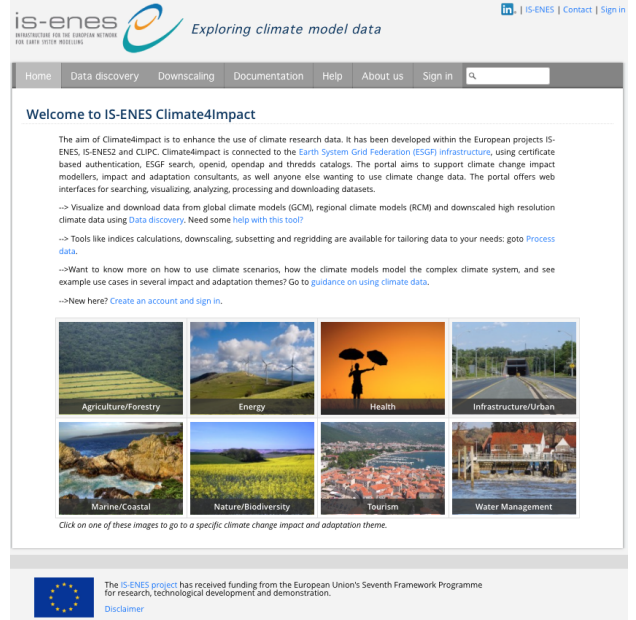 is-enes
INFRASTRUCTURE FOR THE EUROPEAN NETWORK
FOR EARTH SYSTEM MODELLING
Exploring climate model data
in. | IS-ENES | Contact | Sign in
Home Data discovery Downscaling Documentation Help About us Sign in
Welcome to IS-ENES Climate4Impact
The aim of Climate4impact is to enhance the use of climate research data. It has been developed within the European projects IS-
ENES, IS-ENES2 and CLIPC. Climate4impact is connected to the Earth System Grid Federation (ESGF) infrastructure, using certificate
based authentication, ESGF search, openid, opendap and thredds catalogs. The portal aims to support climate change impact
modellers, impact and adaptation consultants, as well anyone else wanting to use climate change data. The portal offers web
interfaces for searching, visualizing, analyzing, processing and downloading datasets.
--> Visualize and download data from global climate models (GCM), regional climate models (RCM) and downscaled high resolution
climate data using Data discovery. Need some help with this tool?
--> Tools like indices calculations, downscaling, subsetting and regridding are available for tailoring data to your needs: goto Process
data.
-->Want to know more on how to use climate scenarios, how the climate models model the complex climate system, and see
example use cases in several impact and adaptation themes? Go to guidance on using climate data.
-->New here? Create an account and sign in.
Agriculture/Forestry Energy Health Infrastructure/Urban
Marine/Coastal Nature/Biodiversity Tourism Water Management
Click on one of these images to go to a specific climate change impact and adaptation theme.
The IS-ENES project has received funding from the European Union's Seventh Framework Programme
for research, technological development and demonstration.
Disclaimer